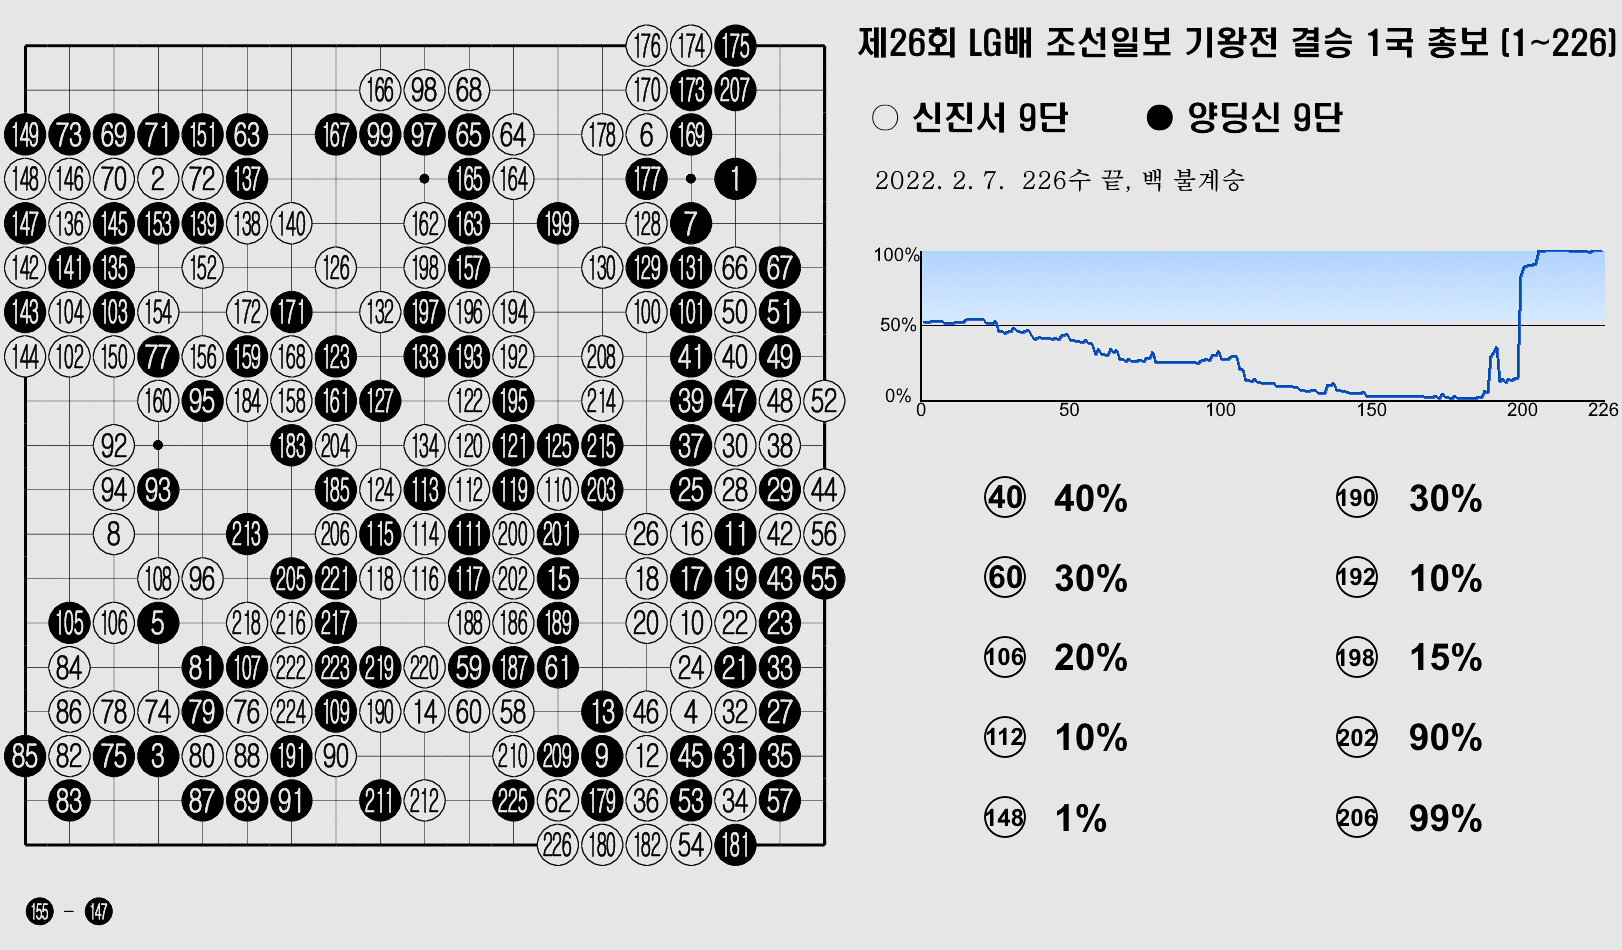 제26회 LG배 조선일보 기왕전 결승 1국 총보 (1~226)
신진서 9단 양딩신 9단
2022. 2. 7. 226수 끝, 백 불계승
176 174 175
166 98 68 170 173 207
149 73 69 71 151 63 167 99 97 65 64 178 6 169
148 146 70 2 72 137 165 164 177 1
147 136 145 153 139 138 140 162 163 199 128 7
142 141 135 152 126 198 157 130 129 131 66 67
143 104 103 154 172 171 132 197 196 194 100 101 50 51
144 102 150 77 156 159 168 123 133 193 192 208 41 40 49
160 95 184 158 161 127 122 195 214 39 47 48 52
92 183 204 134 120 121 125 215 37 30 38
94 93 185 124 113 112 119 110 203 25 28 29 44
8 213 206 115 114 111 200 201 26 16 11 42 56
108 96 205 221 118 116 117 202 15 18 17 19 43 55
105 106 5 218 216 217 188 186 189 20 10 22 23
84 81 107 222 223 219 220 59 187 61 24 21 33
86 78 74 79 76 224 109 190 14 60 58 13 46 4 32 27
85 82 75 3 80 88 191 90 210 209 9 12 45 31 35
83 87 89 91 211 212 225 62 179 36 53 34 57
226 180 182 54 181
155 - 147
100%
50%
0%
0 50 100 150 200 226
40 40% 190 30%
60 30% 192 10%
106 20% 198 15%
112 10% 202 90%
148 1% 206 99%